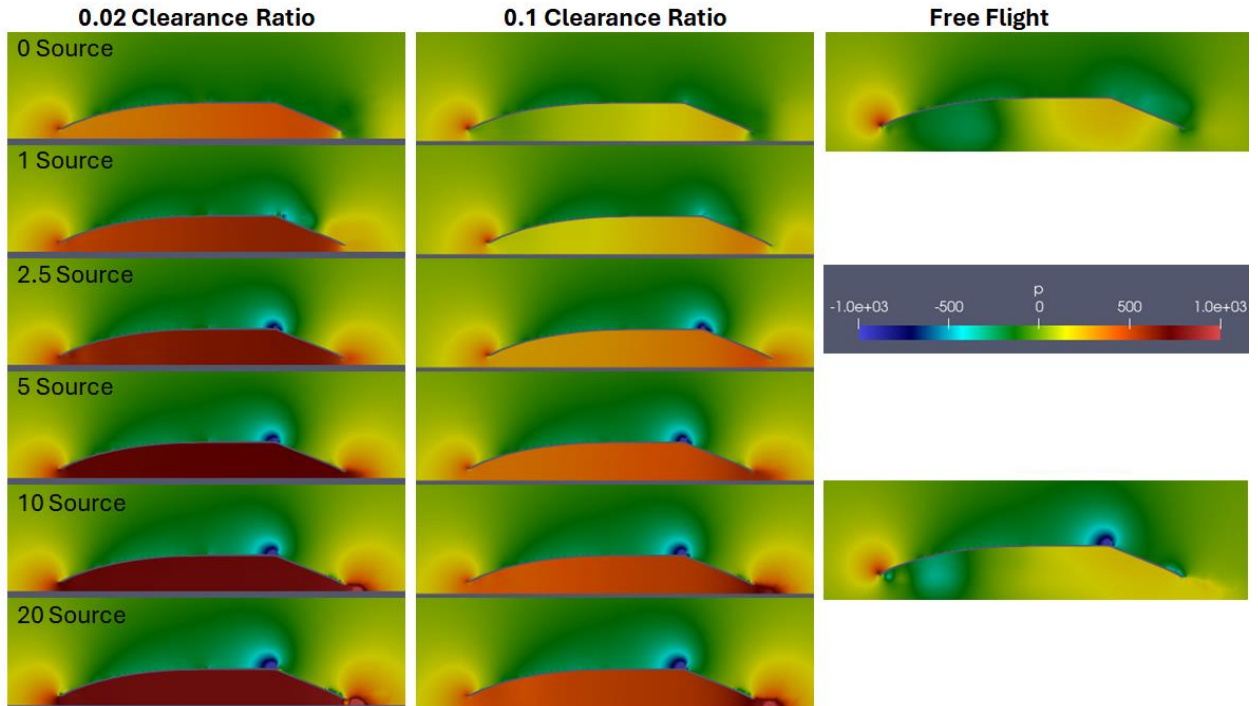 0.02 Clearance Ratio
0.1 Clearance Ratio
Free Flight
0 Source
1 Source
2.5 Source
p
-1.0e+03 -500 0 500 1.0e+03
5 Source
10 Source
20 Source